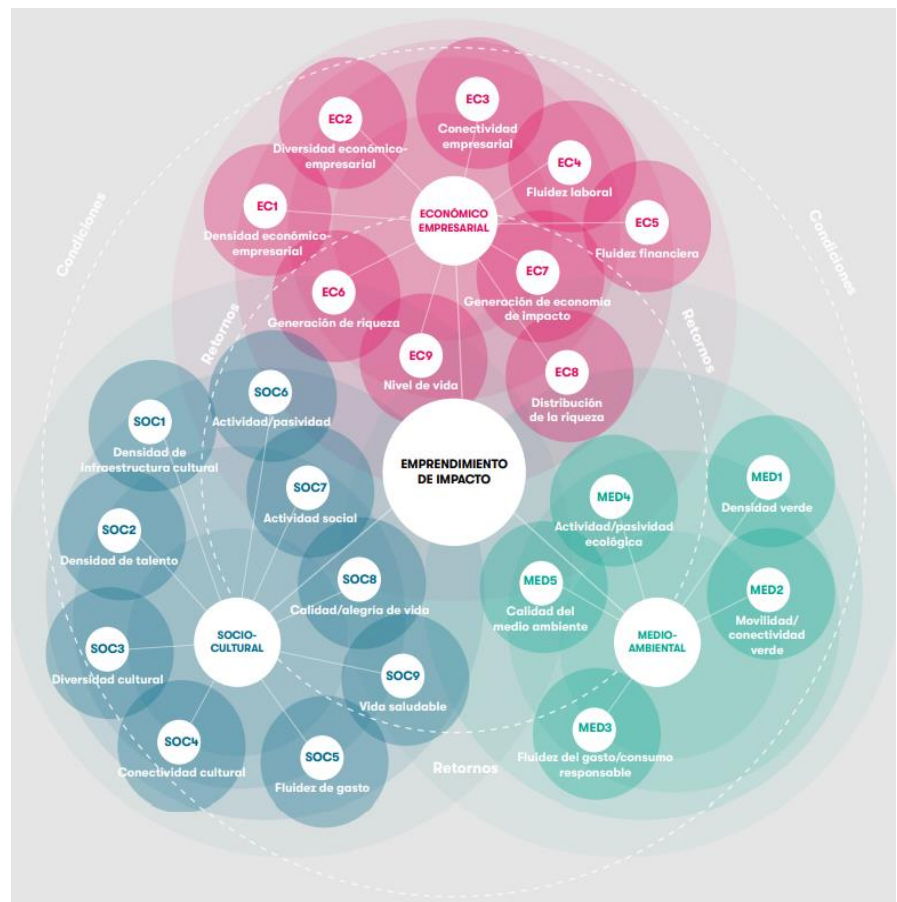 Condiciones
Condiciones
Retornos
Retornos
Retornos
EC3
Conectividad
empresarial
EC2
Diversidad económico-
empresarial
EC4
Fluidez laboral
EC1
Densidad económico-
empresarial
ECONÓMICO
EMPRESARIAL
EC5
Fluidez financiera
EC6
Generación de riqueza
EC7
Generación de economía
de impacto
EC9
Nivel de vida
EC8
Distribución
de la riqueza
EMPRENDIMIENTO
DE IMPACTO
SOC6
Actividad/pasividad
SOC1
Densidad de
infraestructura cultural
SOC7
Actividad social
SOC2
Densidad de talento
SOC8
Calidad/alegría de vida
SOCIO-
CULTURAL
SOC3
Diversidad cultural
SOC9
Vida saludable
SOC4
Conectividad cultural
SOC5
Fluidez de gasto
MED1
Densidad verde
MED4
Actividad/pasividad
ecológica
MED5
Calidad del
medio ambiente
MED2
Movilidad/
conectividad
verde
MEDIO-
AMBIENTAL
MED3
Fluidez del gasto/consumo
responsable